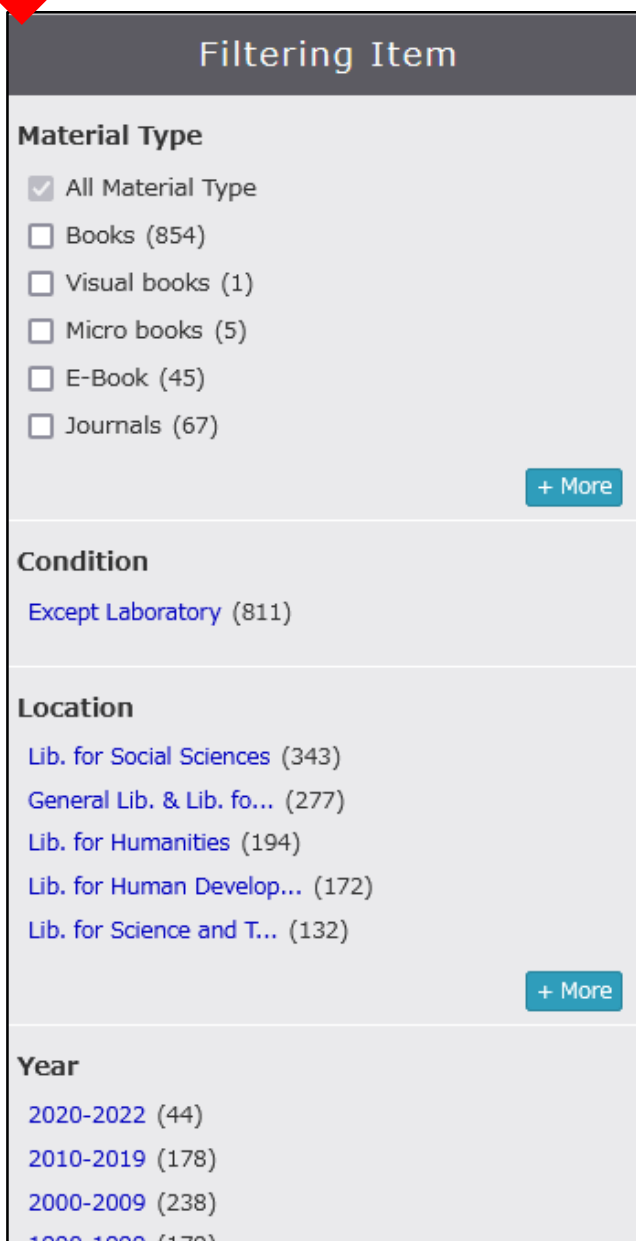 Filtering Item
Material Type
All Material Type
Books (854)
Visual books (1)
Micro books (5)
E-Book (45)
Journals (67)
+ More
Condition
Except Laboratory (811)
Location
Lib. for Social Sciences (343)
General Lib. & Lib. fo... (277)
Lib. for Humanities (194)
Lib. for Human Develop... (172)
Lib. for Science and T... (132)
+ More
Year
2020-2022 (44)
2010-2019 (178)
2000-2009 (238)